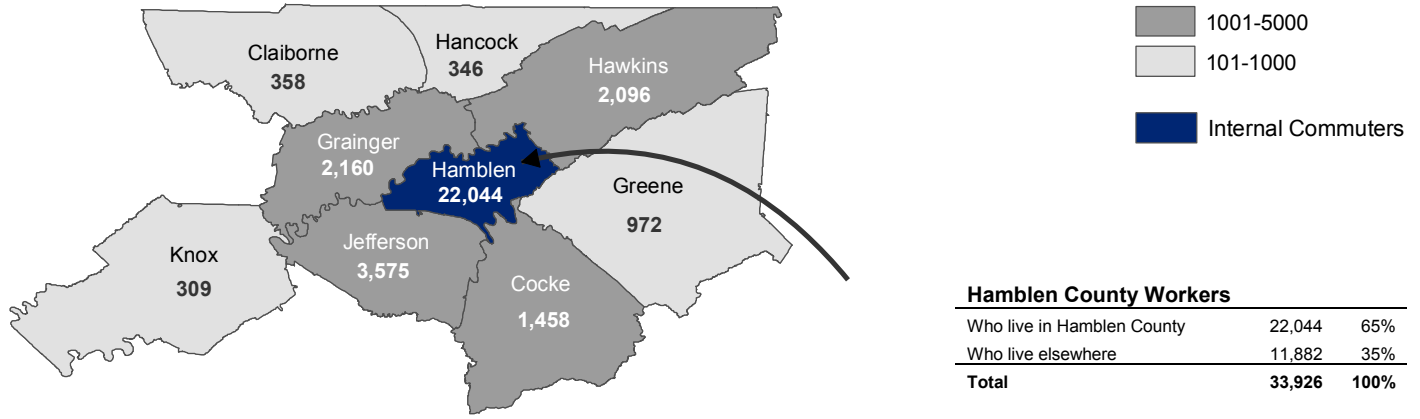 Claiborne
358
Hancock
346
Hawkins
2,096
Grainger
2,160
Hamblen
22,044
Greene
972
Knox
309
Jefferson
3,575
Cocke
1,458
1001-5000
101-1000
Internal Commuters
Hamblen County Workers
Who live in Hamblen County 22,044 65%
Who live elsewhere 11,882 35%
Total 33,926 100%